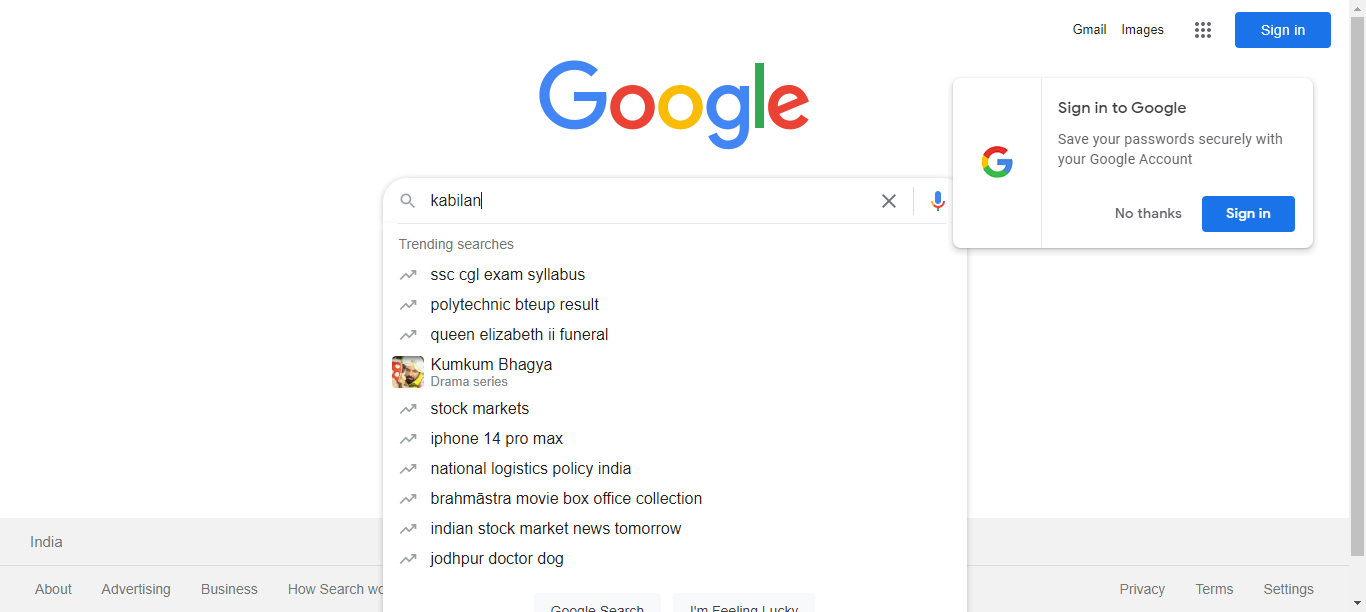 Gmail Images Sign in
Google
Sign in to Google
Save your passwords securely with
your Google Account
No thanks Sign in
kabilan
Trending searches
ssc cgl exam syllabus
polytechnic bteup result
queen elizabeth ii funeral
Kumkum Bhagya
Drama series
stock markets
iphone 14 pro max
national logistics policy india
brahmāstra movie box office collection
indian stock market news tomorrow
jodhpur doctor dog
Google Search I'm Feeling Lucky
India
About Advertising Business How Search wo
Privacy Terms Settings